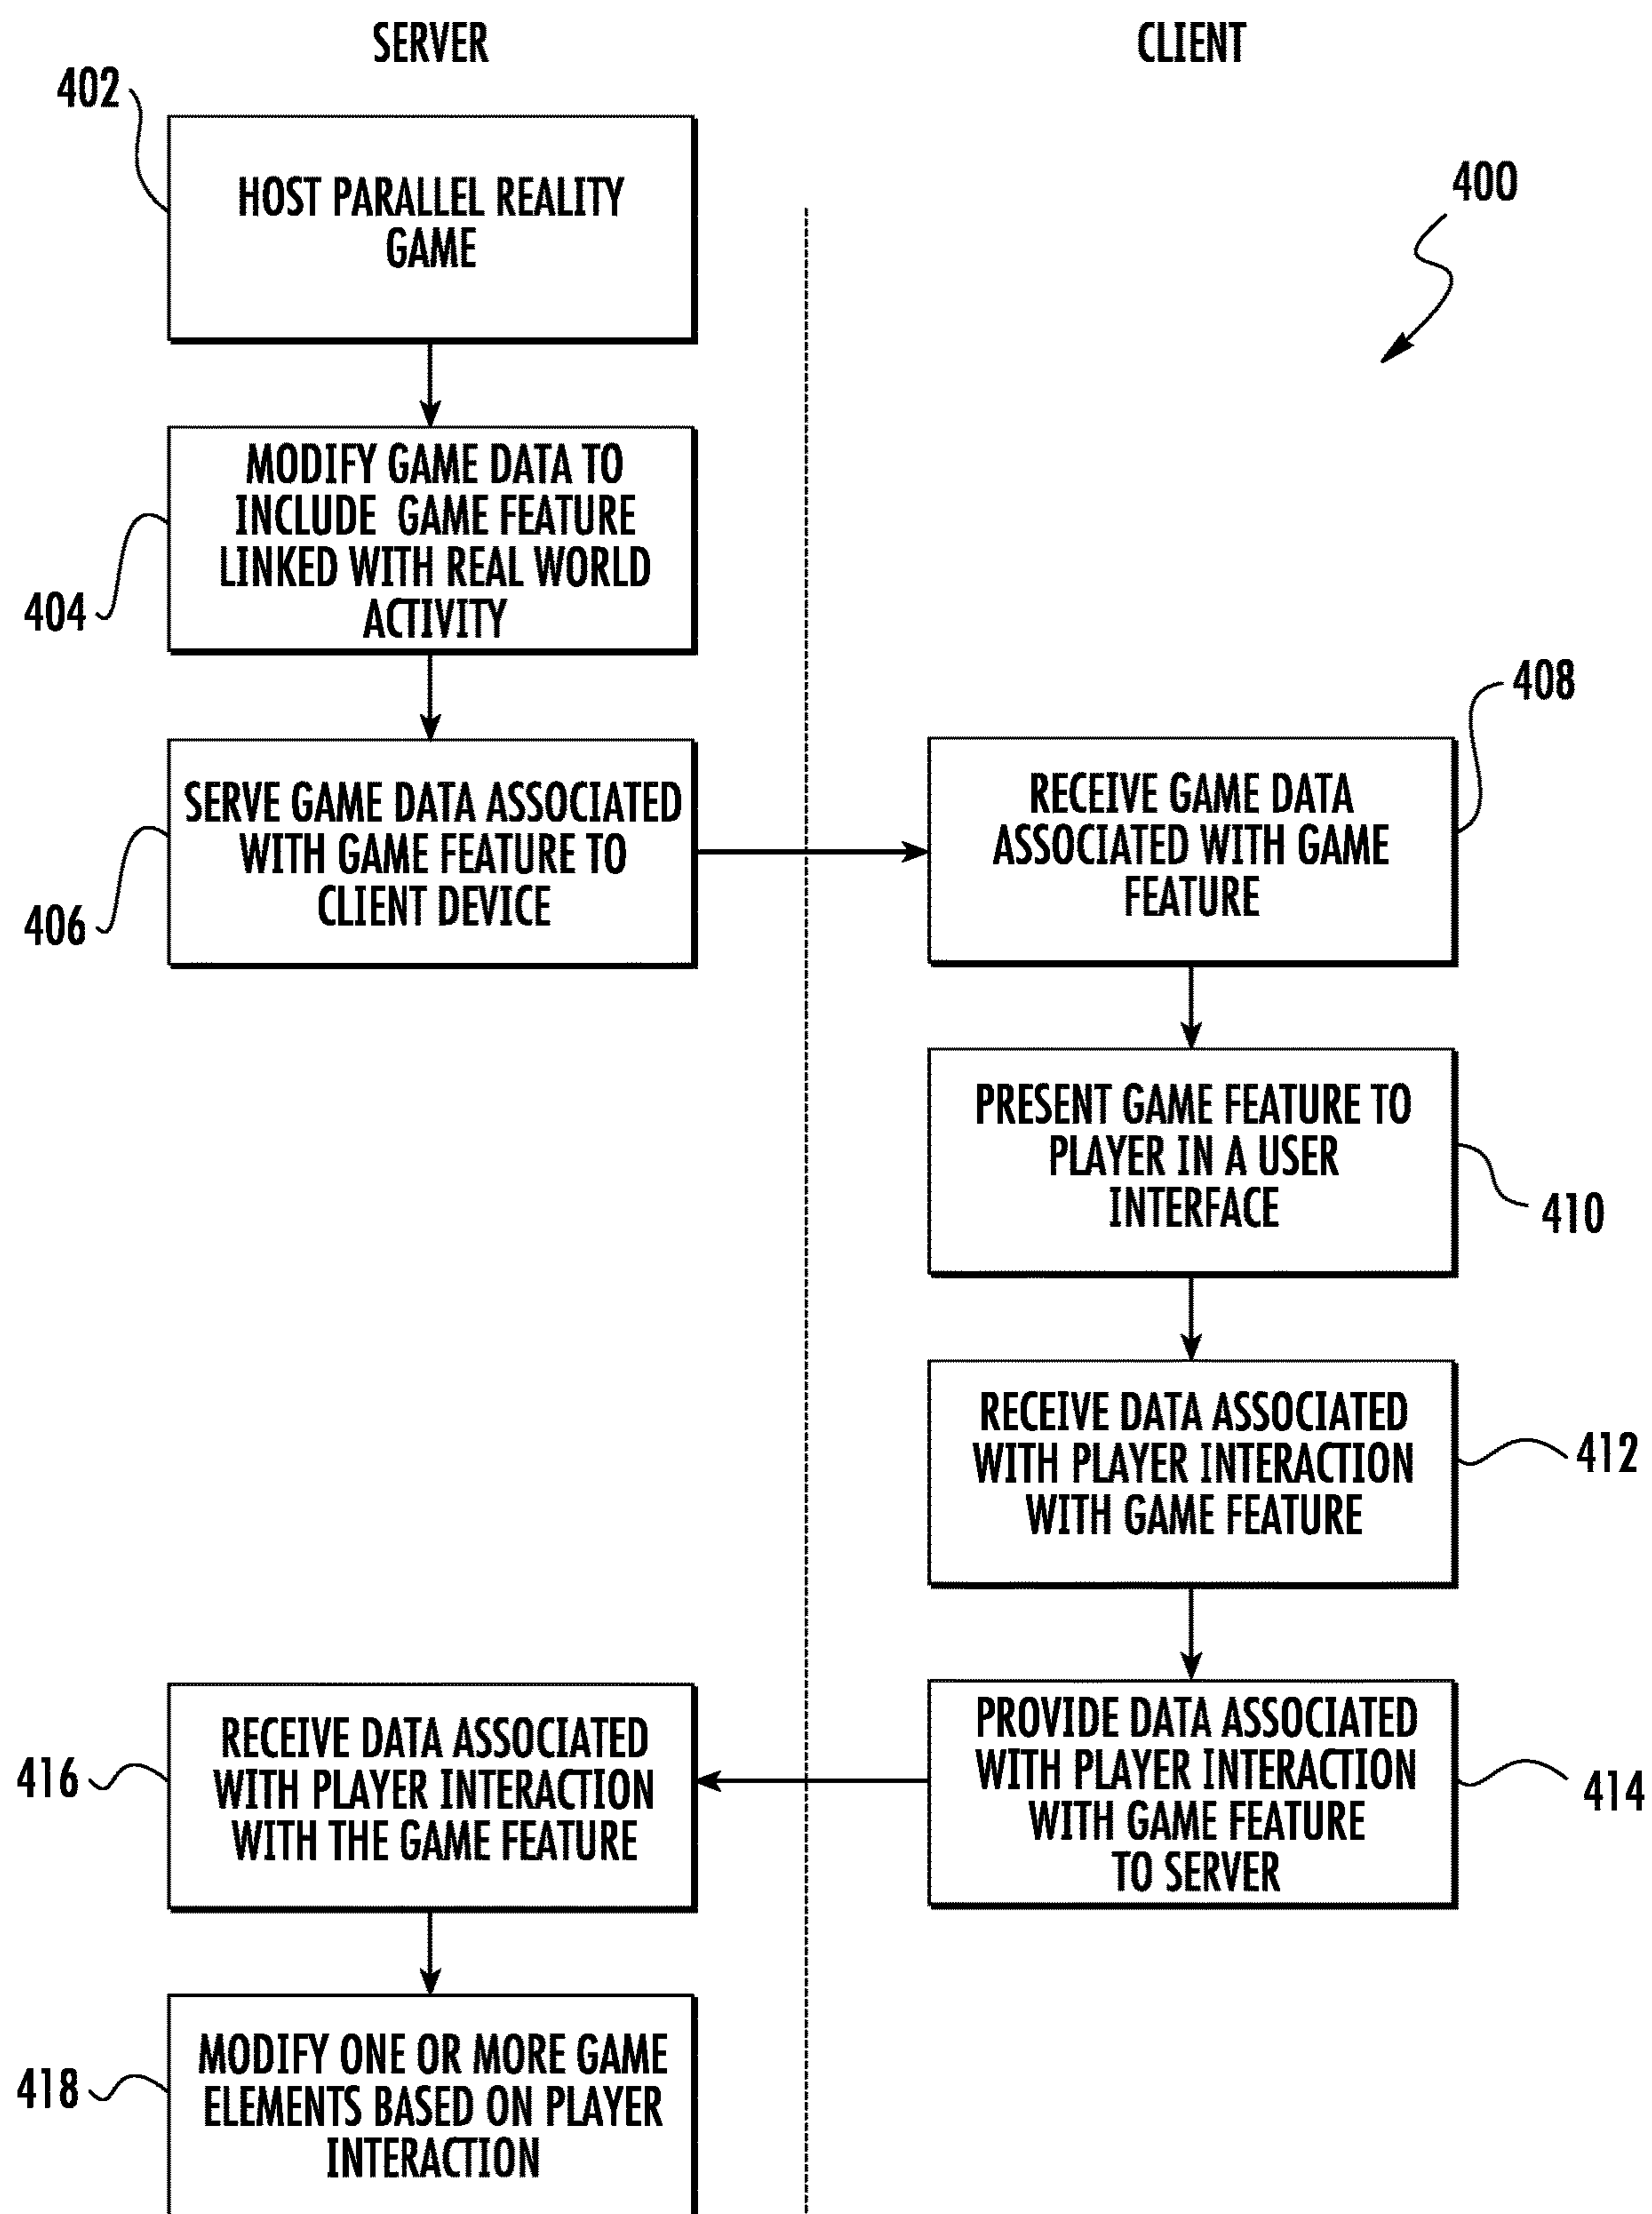 SERVER
CLIENT
402
HOST PARALLEL REALITY
GAME
400
MODIFY GAME DATA TO
INCLUDE GAME FEATURE
LINKED WITH REAL WORLD
ACTIVITY
404
SERVE GAME DATA ASSOCIATED
WITH GAME FEATURE TO
CLIENT DEVICE
406
408
RECEIVE GAME DATA
ASSOCIATED WITH GAME
FEATURE
PRESENT GAME FEATURE TO
PLAYER IN A USER
INTERFACE
410
RECEIVE DATA ASSOCIATED
WITH PLAYER INTERACTION
WITH GAME FEATURE
412
PROVIDE DATA ASSOCIATED
WITH PLAYER INTERACTION
WITH GAME FEATURE
TO SERVER
414
416
RECEIVE DATA ASSOCIATED
WITH PLAYER INTERACTION
WITH THE GAME FEATURE
418
MODIFY ONE OR MORE GAME
ELEMENTS BASED ON PLAYER
INTERACTION